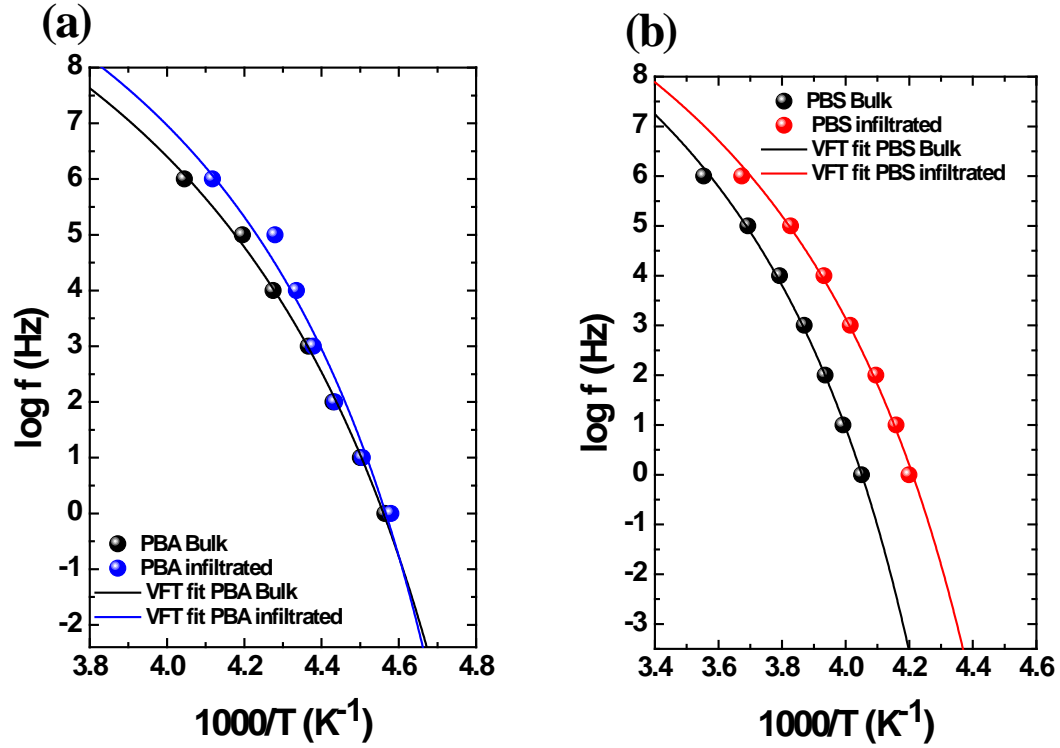 (a)
8
7
6
5
4
3
2
1
0
-1
-2
log f (Hz)
PBA Bulk
PBA infiltrated
VFT fit PBA Bulk
VFT fit PBA infiltrated
3.8 4.0 4.2 4.4 4.6 4.8
1000/T (K⁻¹)
(b)
8
7
6
5
4
3
2
1
0
-1
-2
-3
log f (Hz)
PBS Bulk
PBS infiltrated
VFT fit PBS Bulk
VFT fit PBS infiltrated
3.4 3.6 3.8 4.0 4.2 4.4 4.6
1000/T (K⁻¹)